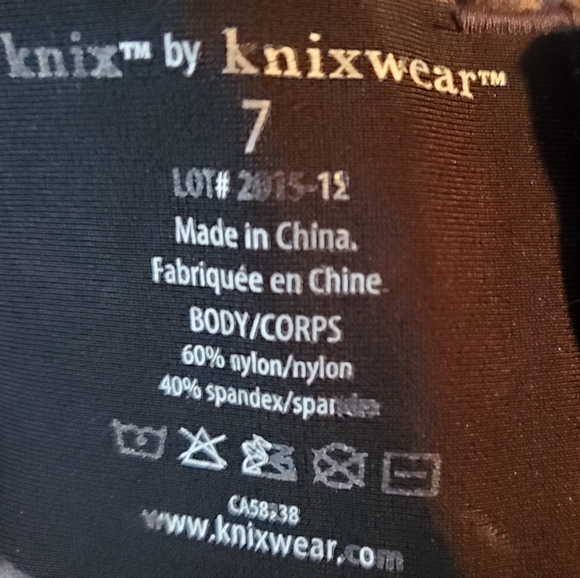 knix™ by knixwear™
7
LOT# 2015-12
Made in China.
Fabriquée en Chine
BODY/CORPS
60% nylon/nylon
40% spandex/spandex
www.knixwear.com